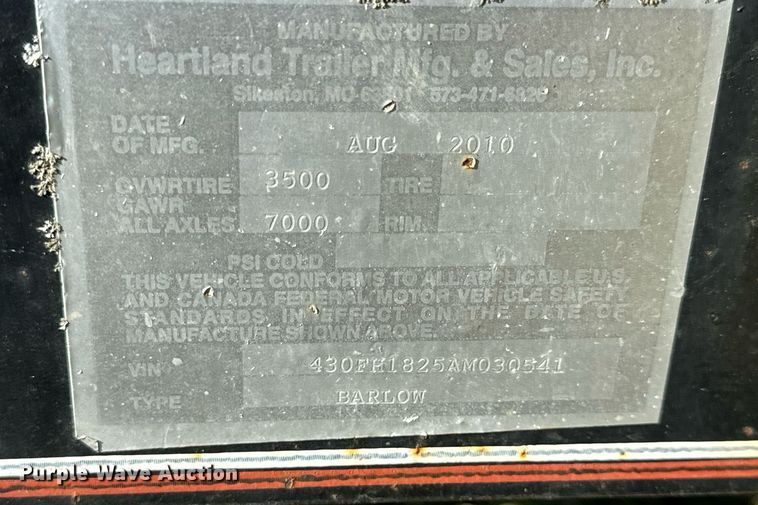 MANUFACTURED BY
Heartland Trailer Mfg. & Sales, Inc.
Sikeston, MO 63801 573-471-6820
DATE
OF MFG. AUG 2010
GVWRTIRE 3500 TIRE
GAWR
ALL AXLES 7000 RIM
PSI COLD
THIS VEHICLE CONFORMS TO ALL APPLICABLE U.S.
AND CANADA FEDERAL MOTOR VEHICLE SAFETY
STANDARDS, IN EFFECT ON THE DATE OF
MANUFACTURE SHOWN ABOVE.
VIN 430FH1825AM030541
TYPE BARLOW
Purple Wave Auction